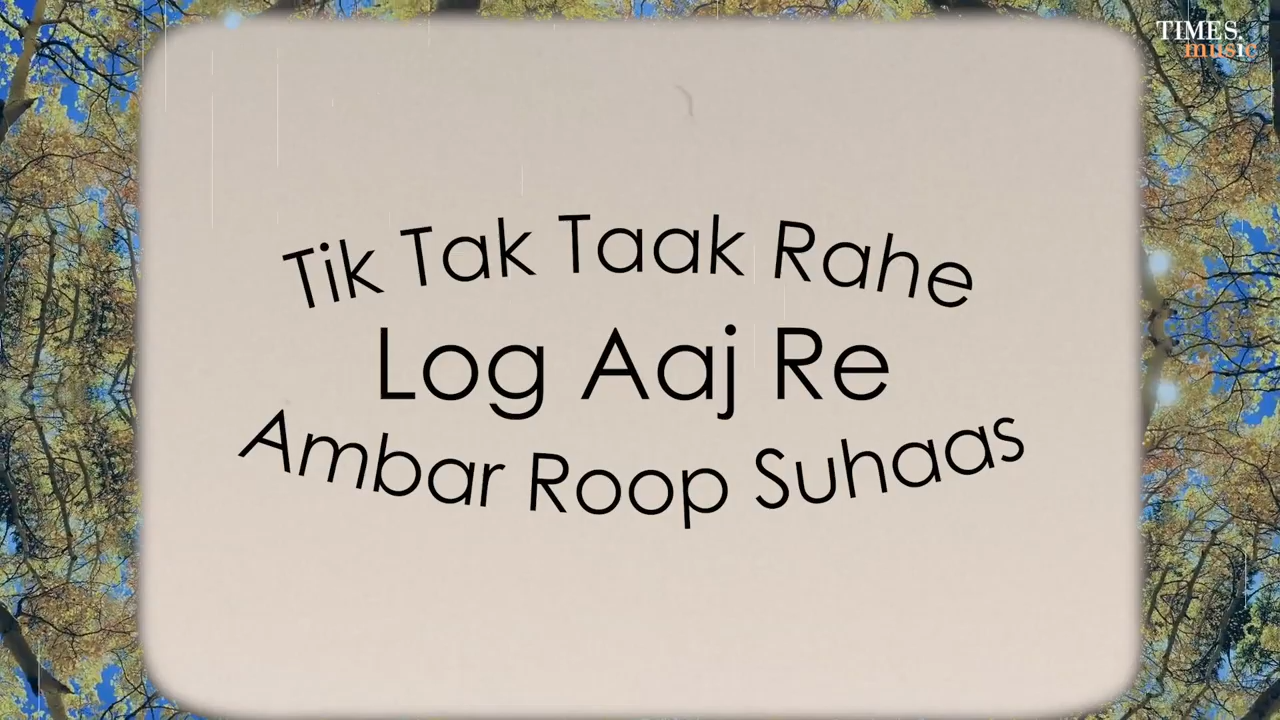 TIMES
music
Tik Tak Taak Rahe
Log Aaj Re
Ambar Roop Suhaas